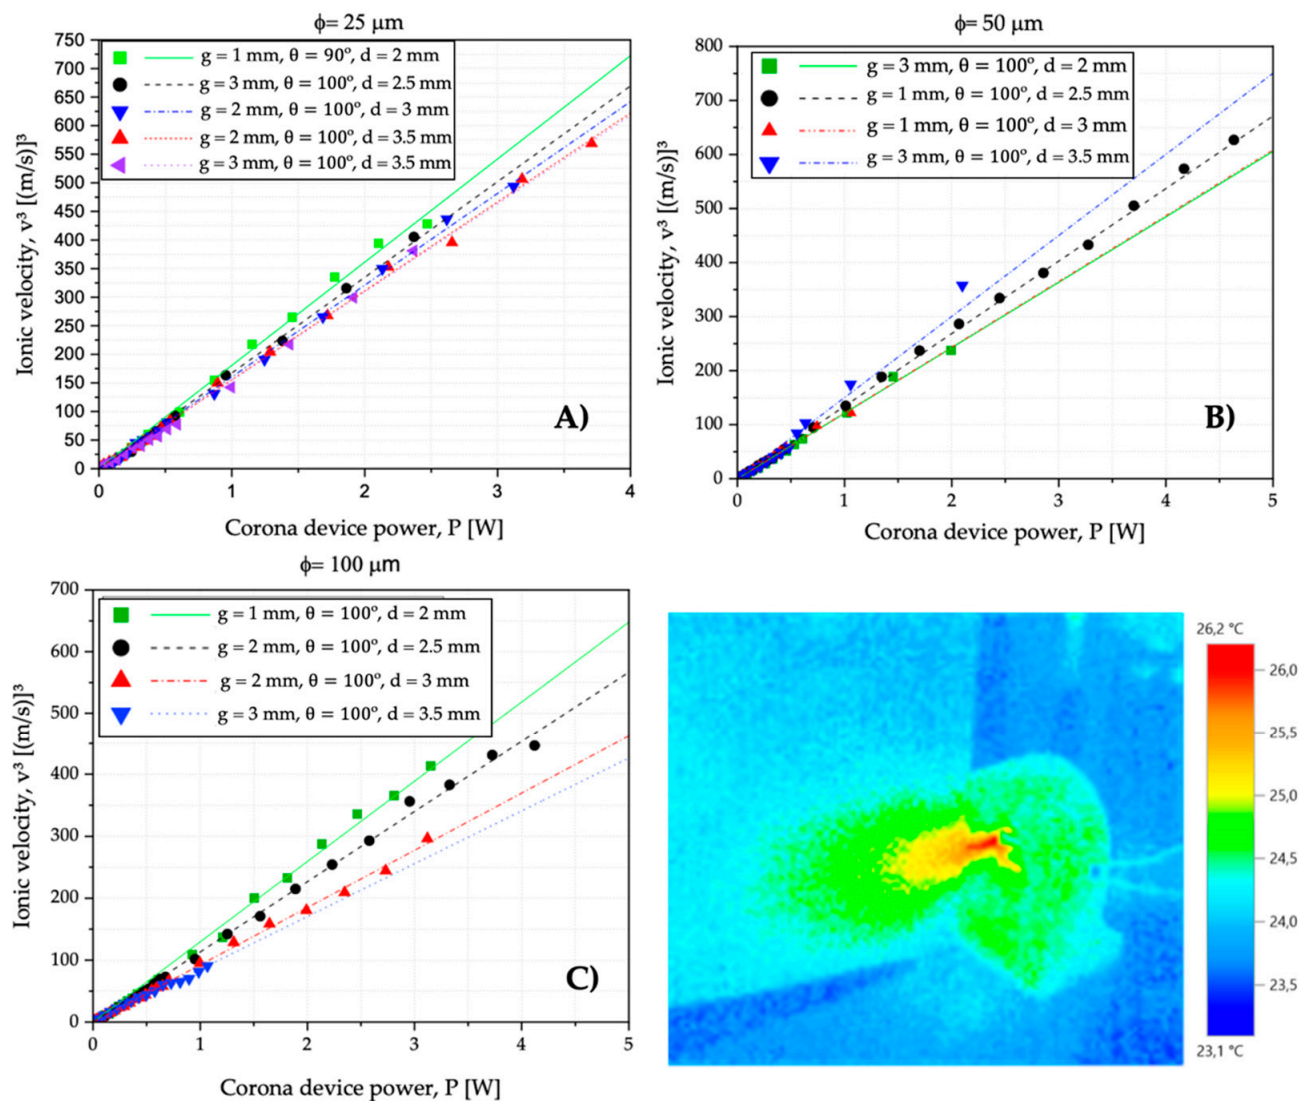 ϕ= 25 µm
g = 1 mm, θ = 90º, d = 2 mm
g = 3 mm, θ = 100º, d = 2.5 mm
g = 2 mm, θ = 100º, d = 3 mm
g = 2 mm, θ = 100º, d = 3.5 mm
g = 3 mm, θ = 100º, d = 3.5 mm
Ionic velocity, v³ [(m/s)]³
750
700
650
600
550
500
450
400
350
300
250
200
150
100
50
0
A)
0 1 2 3 4
Corona device power, P [W]
ϕ= 50 µm
g = 3 mm, θ = 100º, d = 2 mm
g = 1 mm, θ = 100º, d = 2.5 mm
g = 1 mm, θ = 100º, d = 3 mm
g = 3 mm, θ = 100º, d = 3.5 mm
Ionic velocity, v³ [(m/s)]³
800
700
600
500
400
300
200
100
0
B)
0 1 2 3 4 5
Corona device power, P [W]
ϕ= 100 µm
g = 1 mm, θ = 100º, d = 2 mm
g = 2 mm, θ = 100º, d = 2.5 mm
g = 2 mm, θ = 100º, d = 3 mm
g = 3 mm, θ = 100º, d = 3.5 mm
Ionic velocity, v³ [(m/s)]³
700
600
500
400
300
200
100
0
C)
0 1 2 3 4 5
Corona device power, P [W]
26,2 °C
26,0
25,5
25,0
24,5
24,0
23,5
23,1 °C